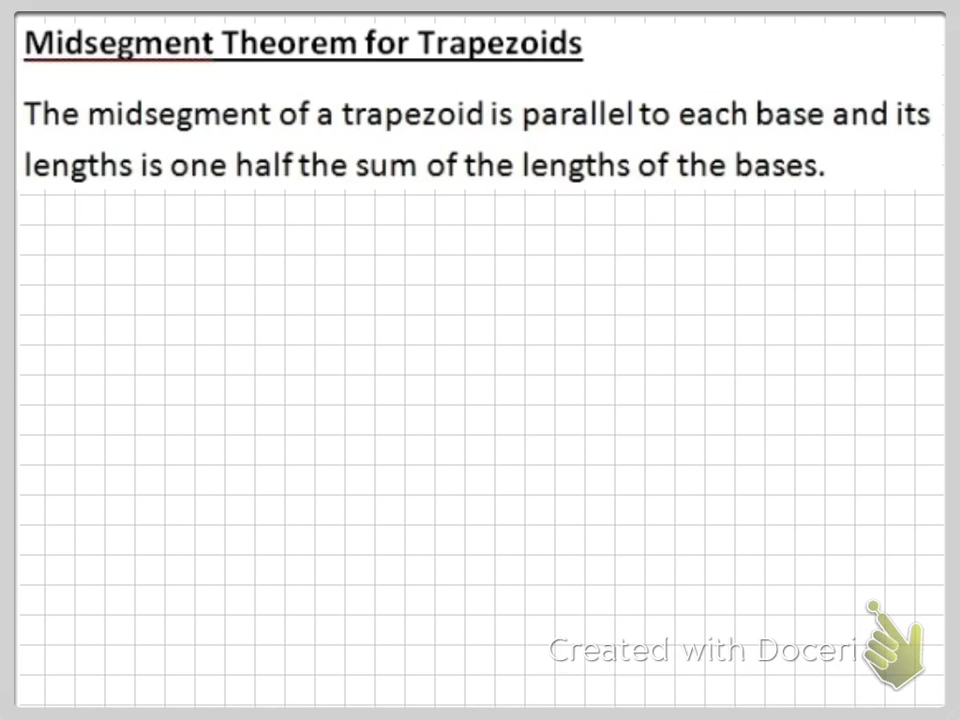 Midsegment Theorem for Trapezoids
The midsegment of a trapezoid is parallel to each base and its
lengths is one half the sum of the lengths of the bases.
Created with Doceri